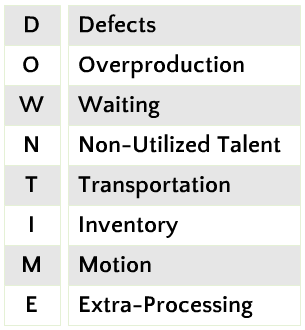 D Defects
O Overproduction
W Waiting
N Non-Utilized Talent
T Transportation
I Inventory
M Motion
E Extra-Processing